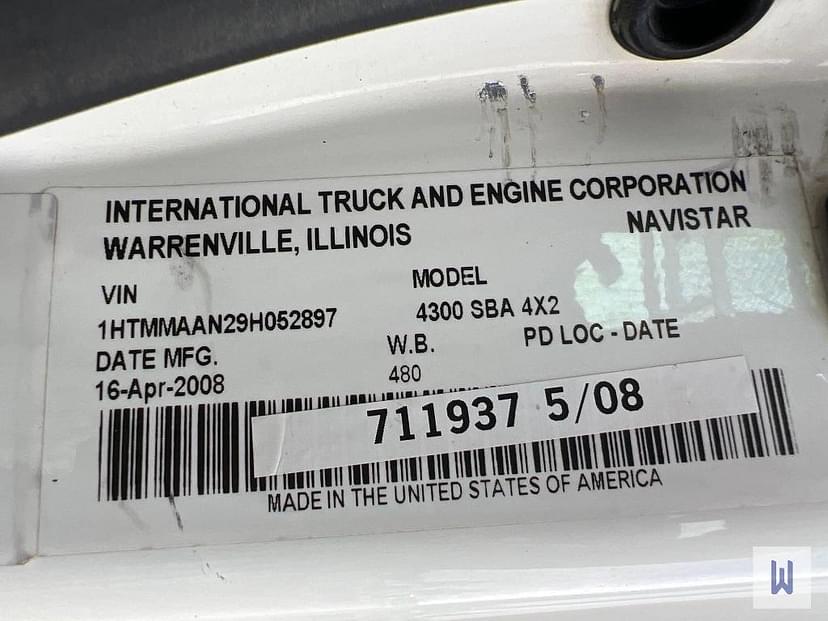 INTERNATIONAL TRUCK AND ENGINE CORPORATION
WARRENVILLE, ILLINOIS NAVISTAR
VIN MODEL
1HTMMAAN29H052897 4300 SBA 4X2
DATE MFG. W.B. PD LOC - DATE
16-Apr-2008 480
711937 5/08
MADE IN THE UNITED STATES OF AMERICA
W